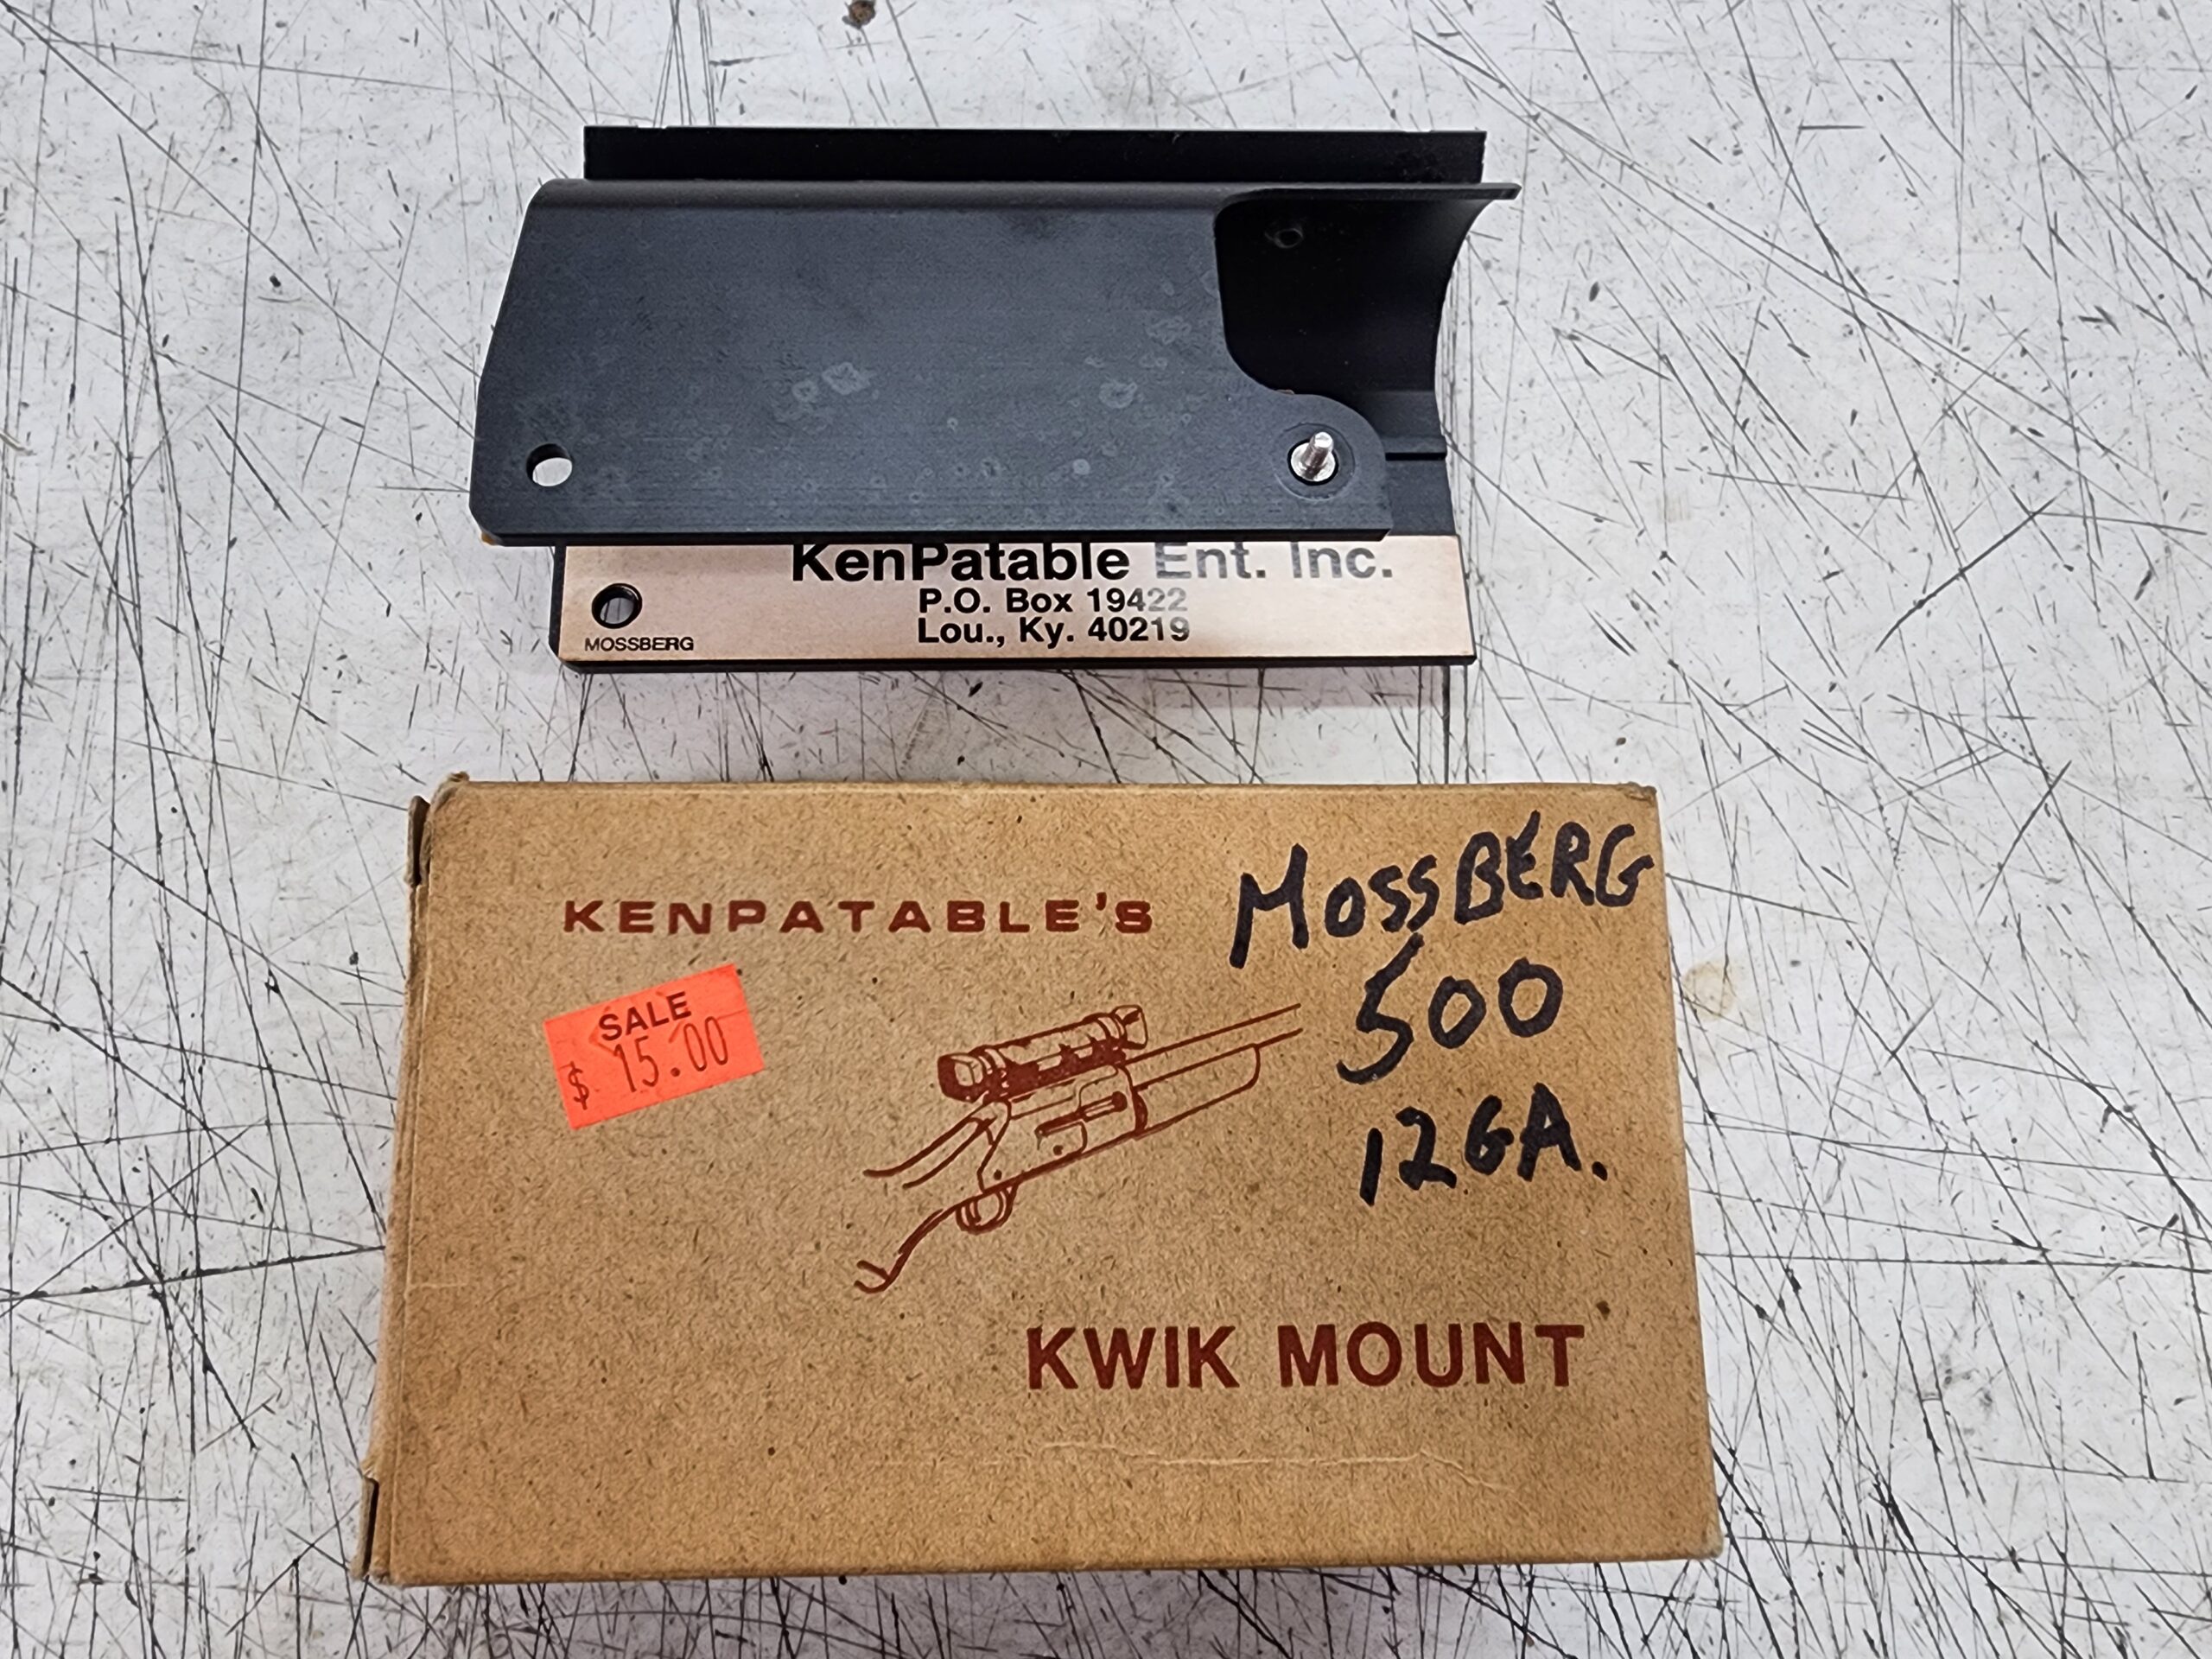 KenPatable Ent. Inc.
P.O. Box 19422
Lou., Ky. 40219
MOSSBERG
KENPATABLE'S
MOSSBERG
500
12GA.
SALE
$ 15.00
KWIK MOUNT